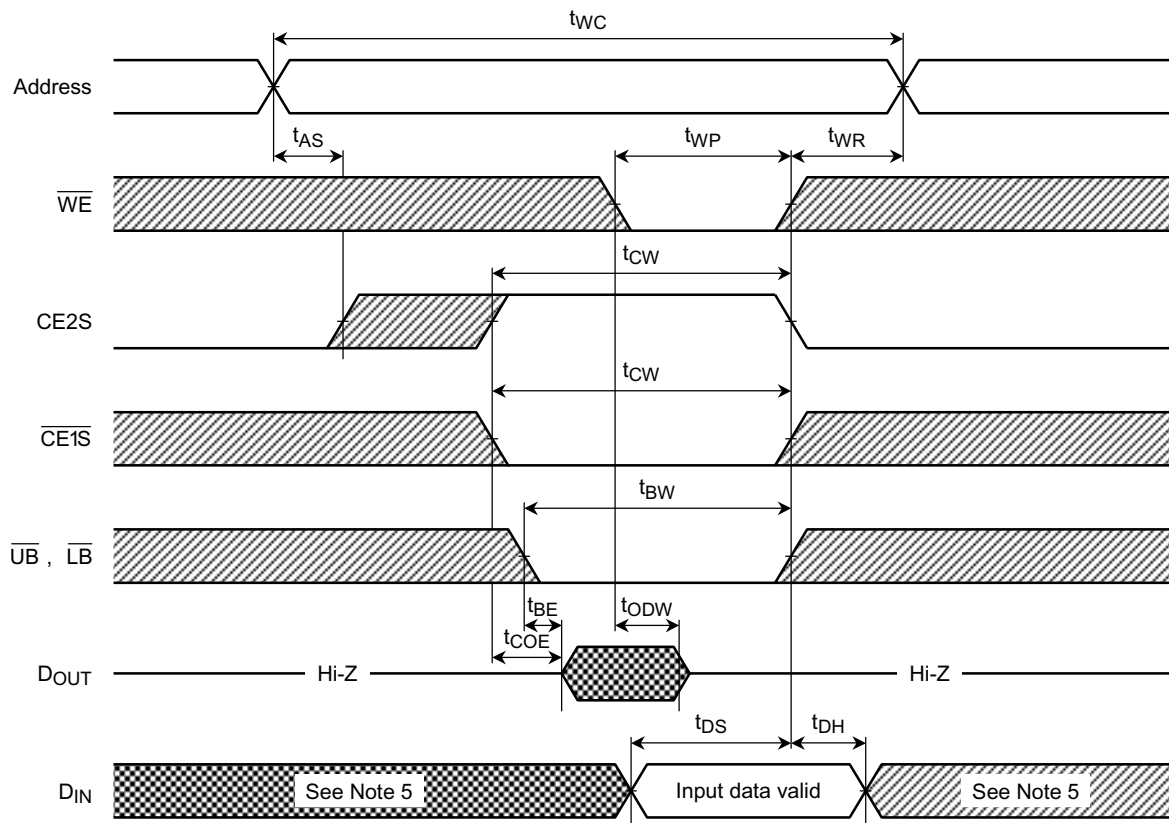 tWC
Address
tAS
tWP
tWR
WE
tCW
CE2S
tCW
CE1S
tBW
UB , LB
tBE
tODW
tCOE
DOUT
Hi-Z
Hi-Z
tDS
tDH
DIN
See Note 5
Input data valid
See Note 5